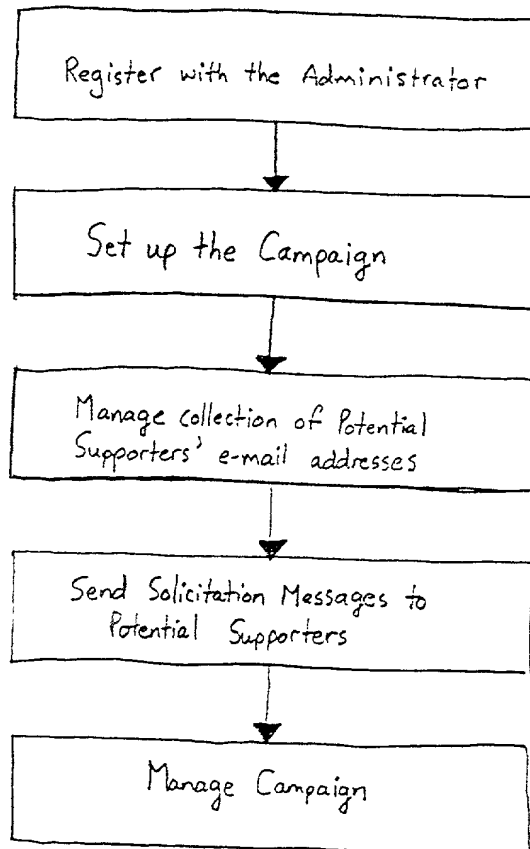 Register with the Administrator
Set up the Campaign
Manage collection of Potential
Supporters' e-mail addresses
Send Solicitation Messages to
Potential Supporters
Manage Campaign